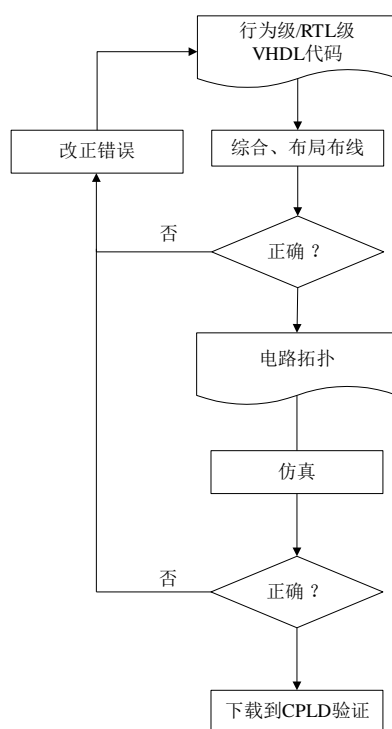 行为级/RTL级
VHDL代码
改正错误
综合、布局布线
否
正确？
电路拓扑
仿真
否
正确？
下载到CPLD验证